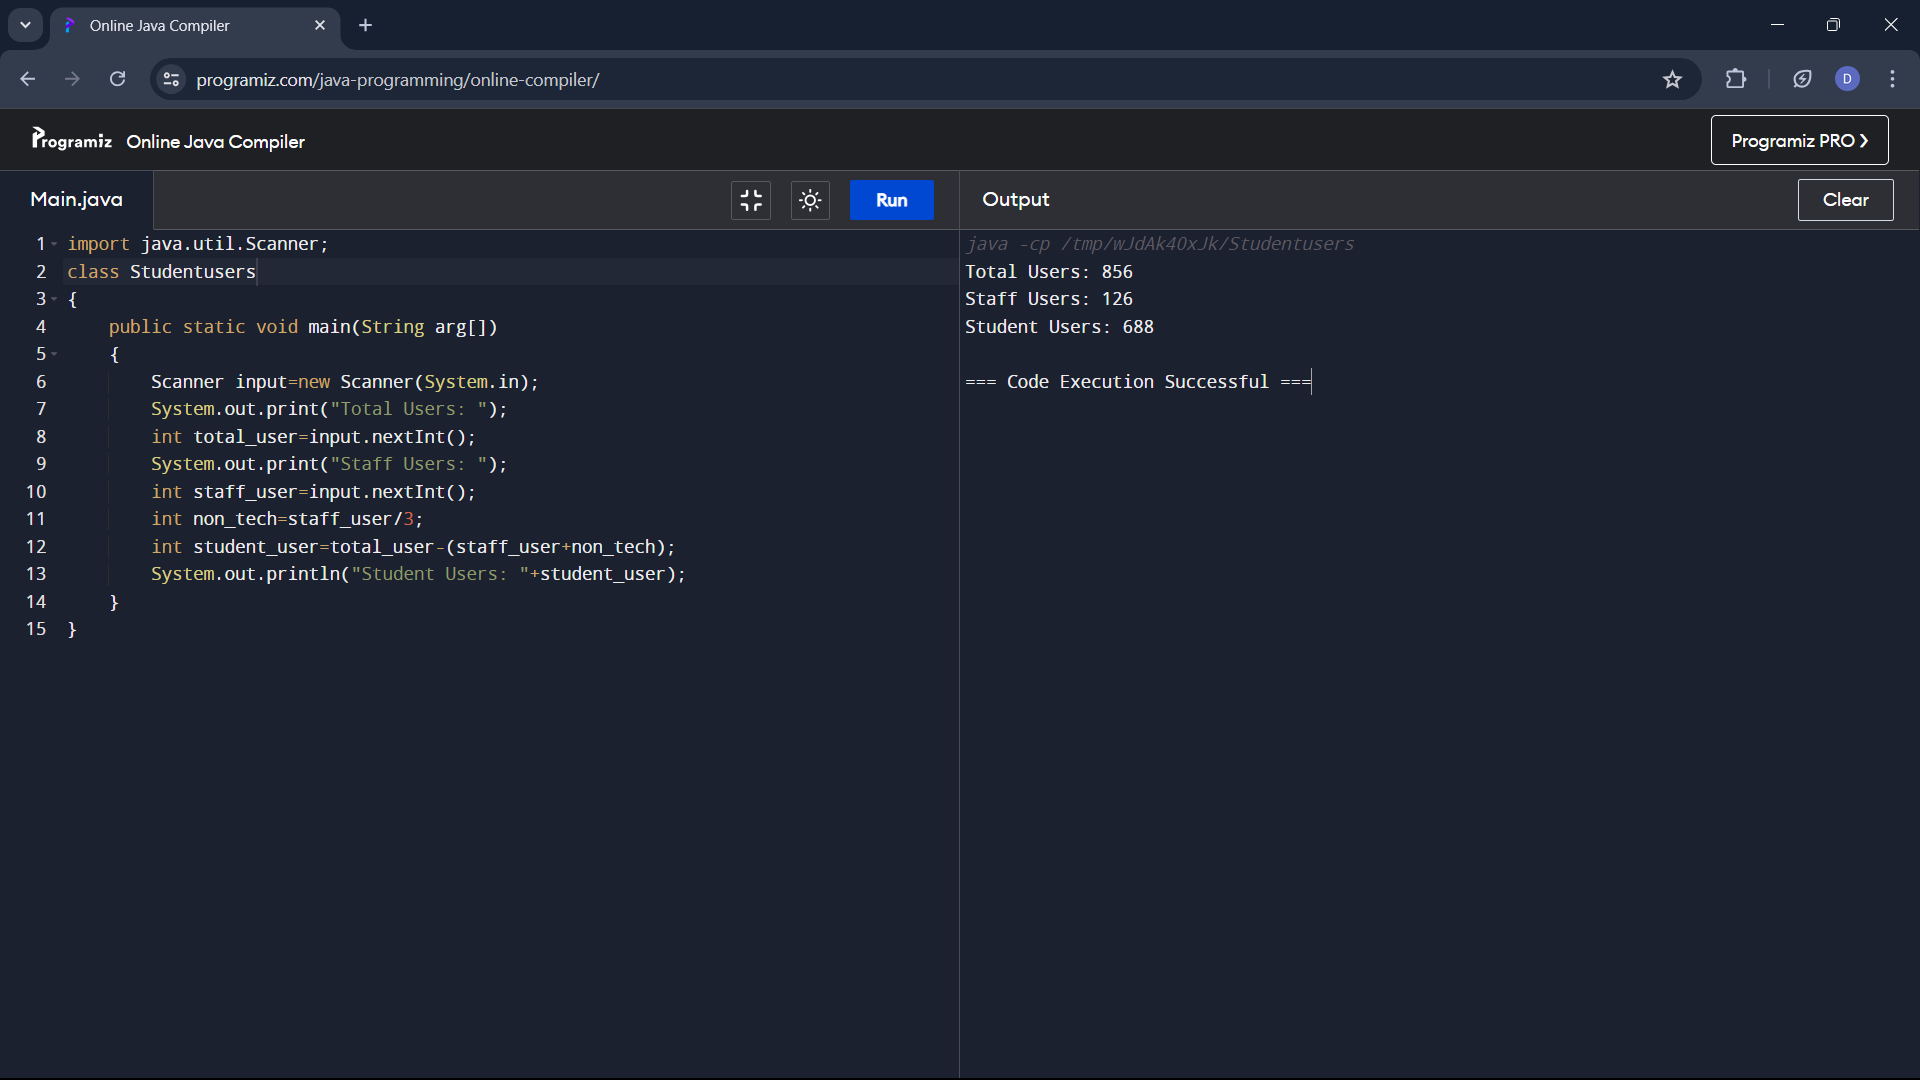 Online Java Compiler
programiz.com/java-programming/online-compiler/
D
Programiz Online Java Compiler
Programiz PRO ❯
Main.java
Run
Output
Clear
1 import java.util.Scanner;
2 class Studentusers
3 {
4     public static void main(String arg[])
5     {
6         Scanner input=new Scanner(System.in);
7         System.out.print("Total Users: ");
8         int total_user=input.nextInt();
9         System.out.print("Staff Users: ");
10         int staff_user=input.nextInt();
11         int non_tech=staff_user/3;
12         int student_user=total_user-(staff_user+non_tech);
13         System.out.println("Student Users: "+student_user);
14     }
15 }
java -cp /tmp/wJdAk4OxJk/Studentusers
Total Users: 856
Staff Users: 126
Student Users: 688
=== Code Execution Successful ===